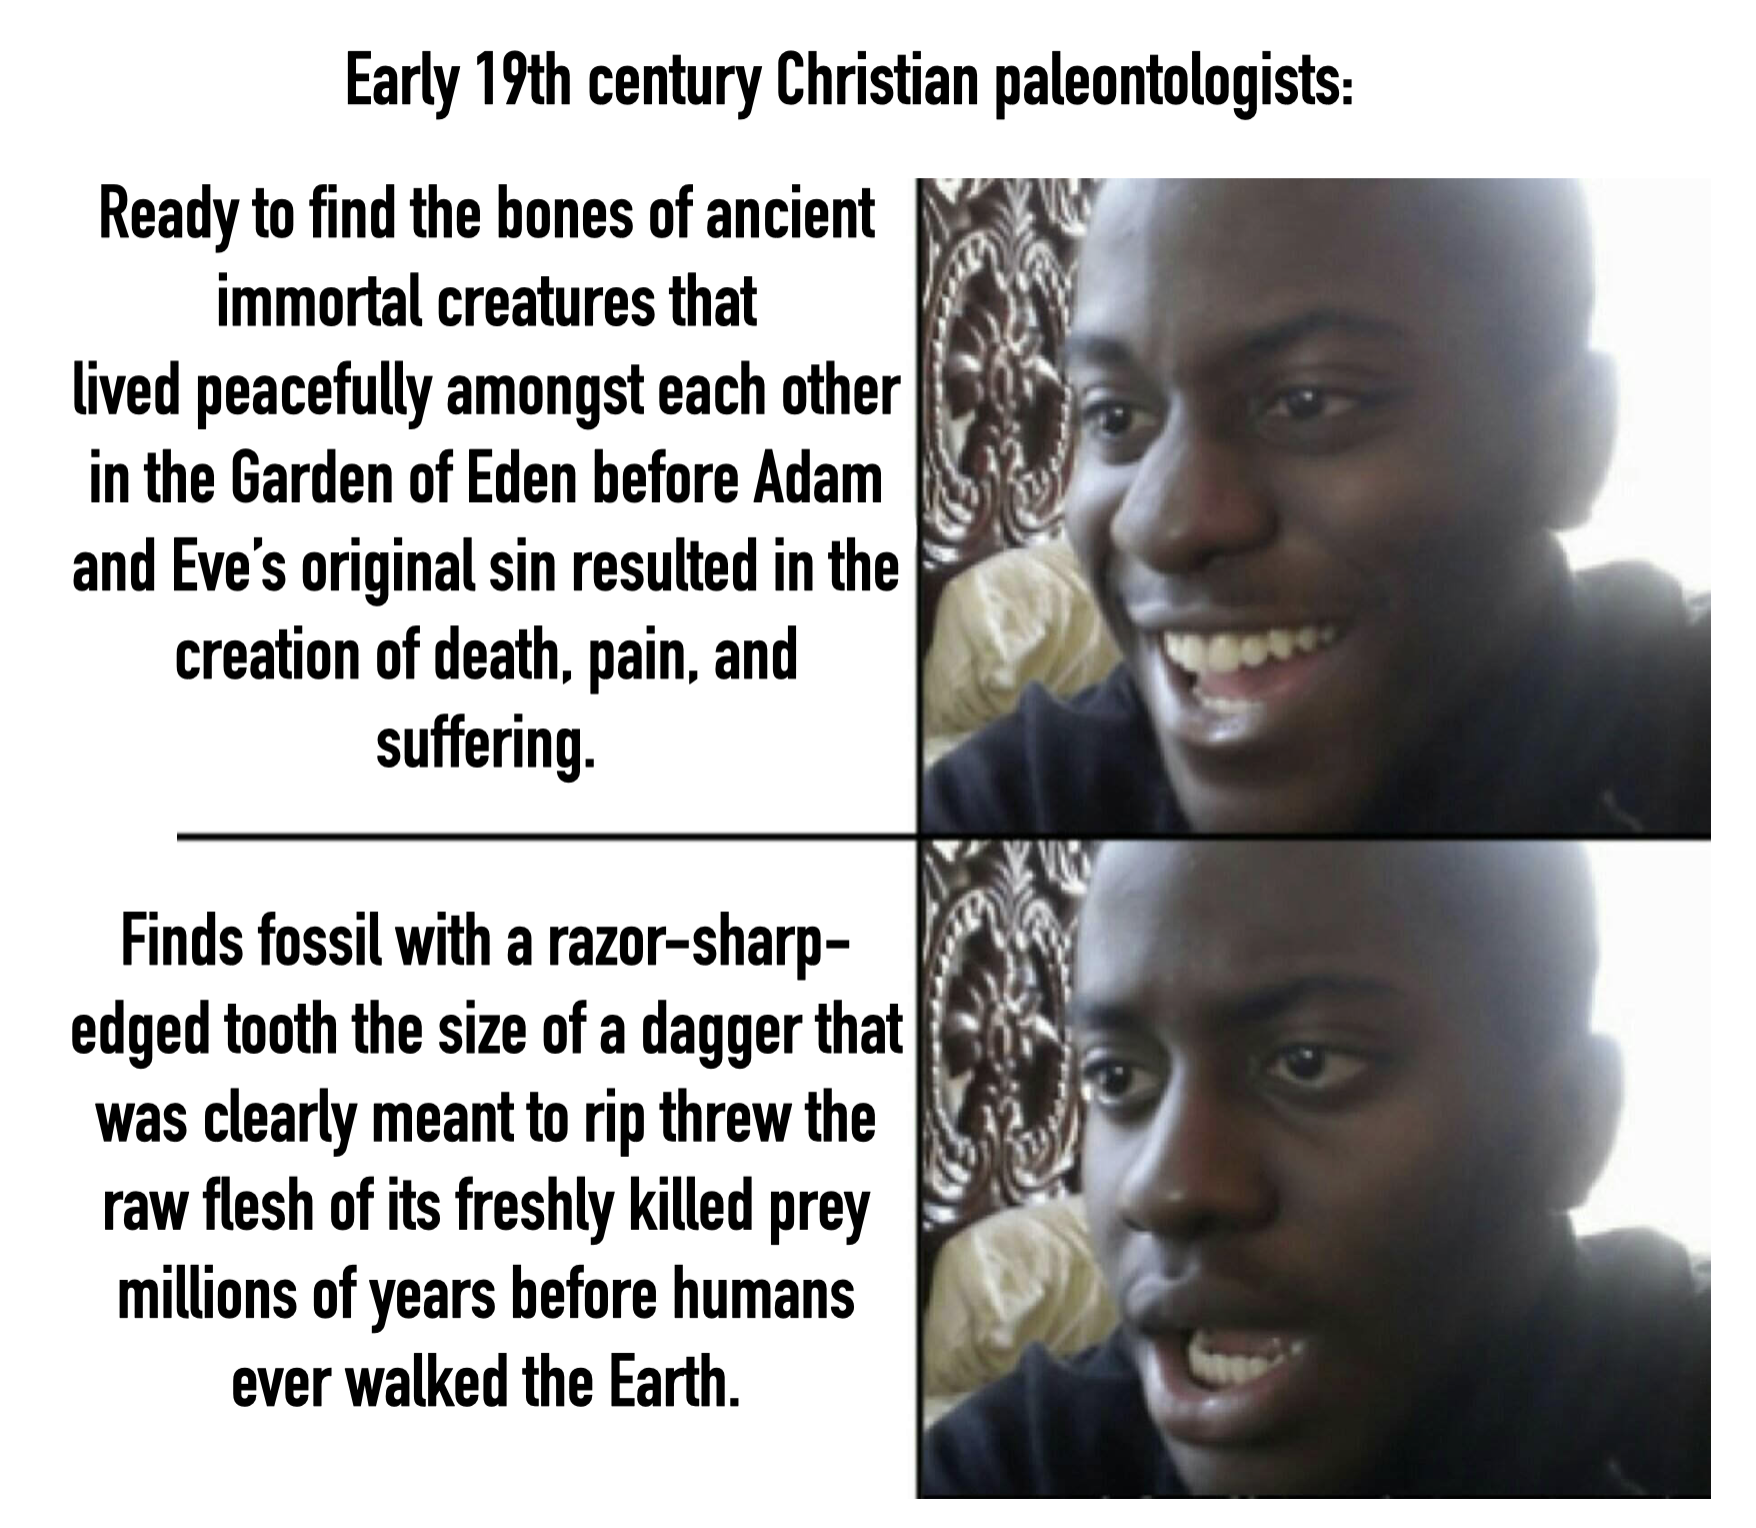 Early 19th century Christian paleontologists:
Ready to find the bones of ancient
immortal creatures that
lived peacefully amongst each other
in the Garden of Eden before Adam
and Eve’s original sin resulted in the
creation of death, pain, and
suffering.
Finds fossil with a razor-sharp-
edged tooth the size of a dagger that
was clearly meant to rip threw the
raw flesh of its freshly killed prey
millions of years before humans
ever walked the Earth.